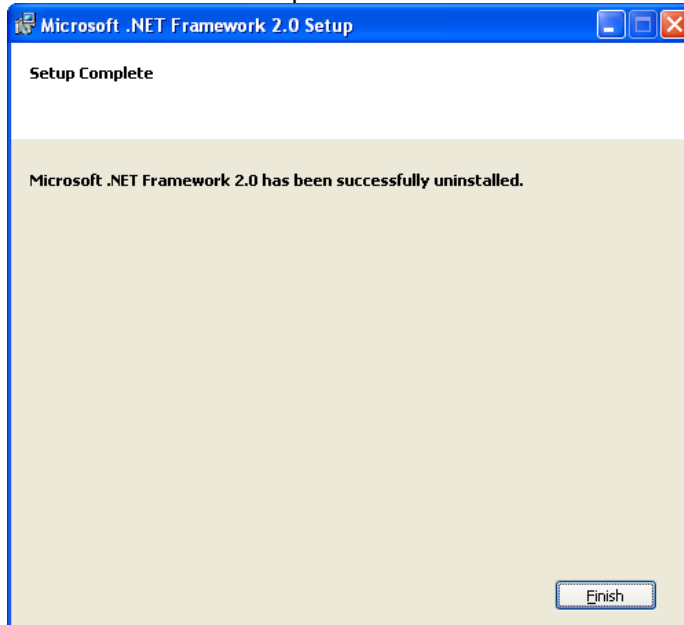 Microsoft .NET Framework 2.0 Setup
Setup Complete
Microsoft .NET Framework 2.0 has been successfully uninstalled.
Finish